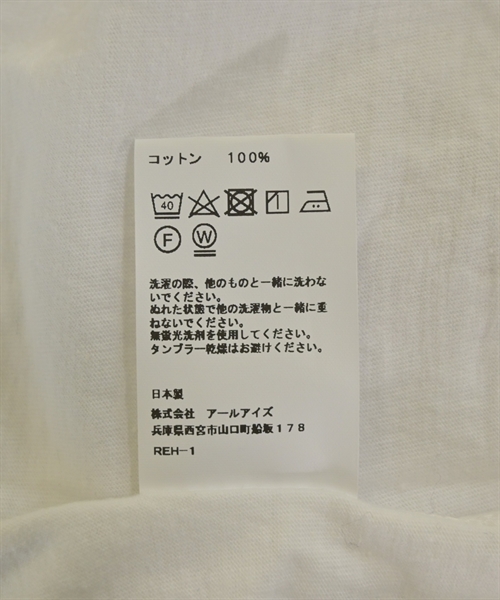 コットン　100%
40
F W
洗濯の際、他のものと一緒に洗わな
いでください。
ぬれた状態で他の洗濯物と一緒に重
ねないでください。
無蛍光洗剤を使用してください。
タンブラー乾燥はお避けください。
日本製
株式会社　アールアイズ
兵庫県西宮市山口町船坂１７８
REH-1